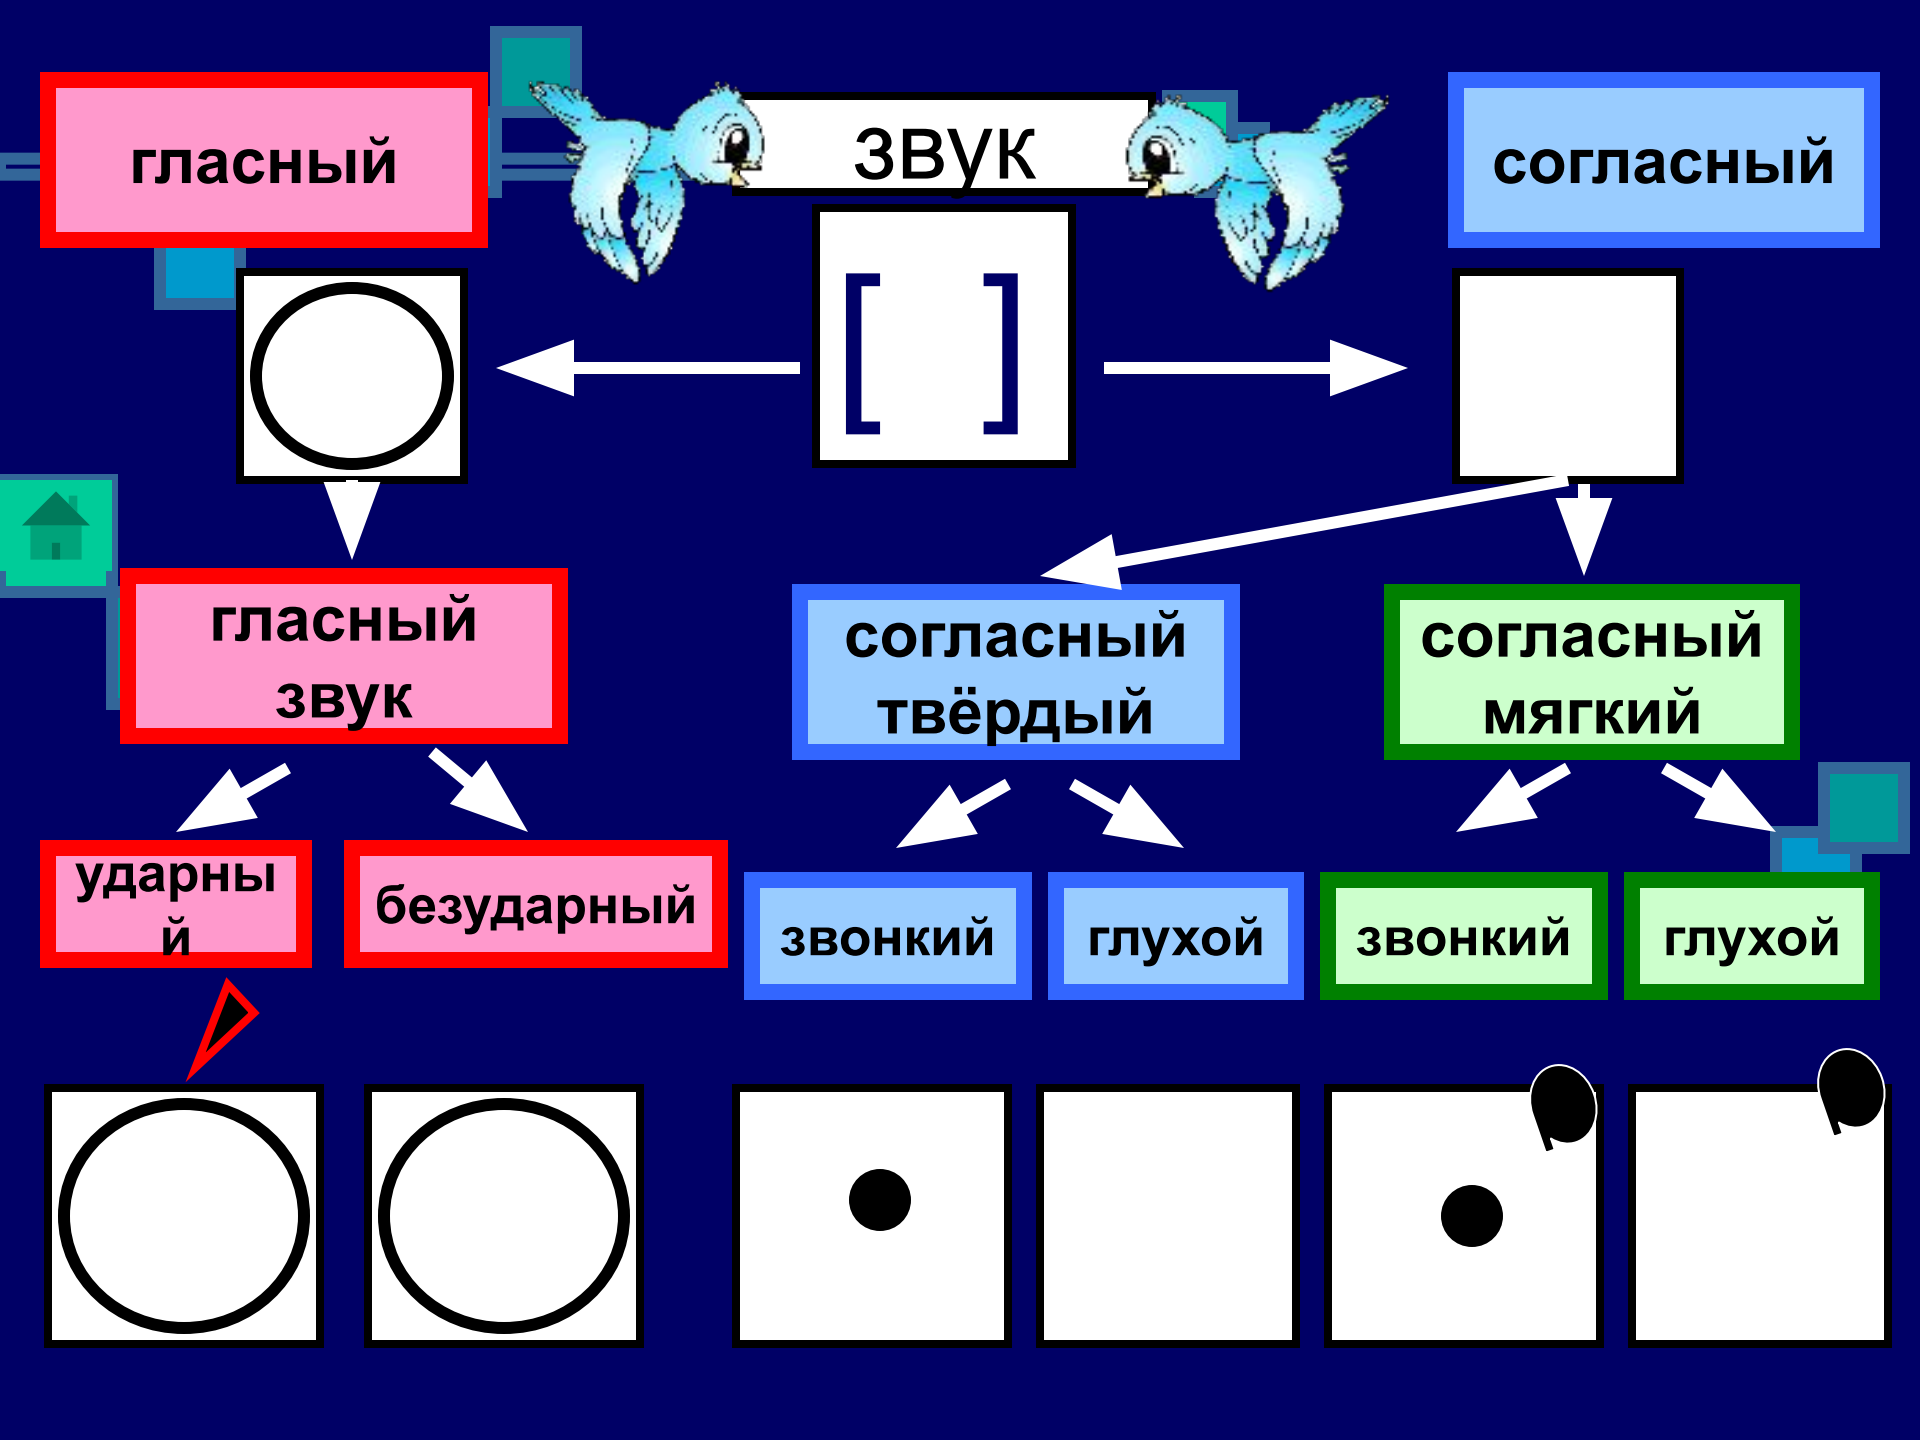 гласный
звук
согласный
[ ]
гласный
звук
согласный
твёрдый
согласный
мягкий
ударны
й
безударный
звонкий
глухой
звонкий
глухой